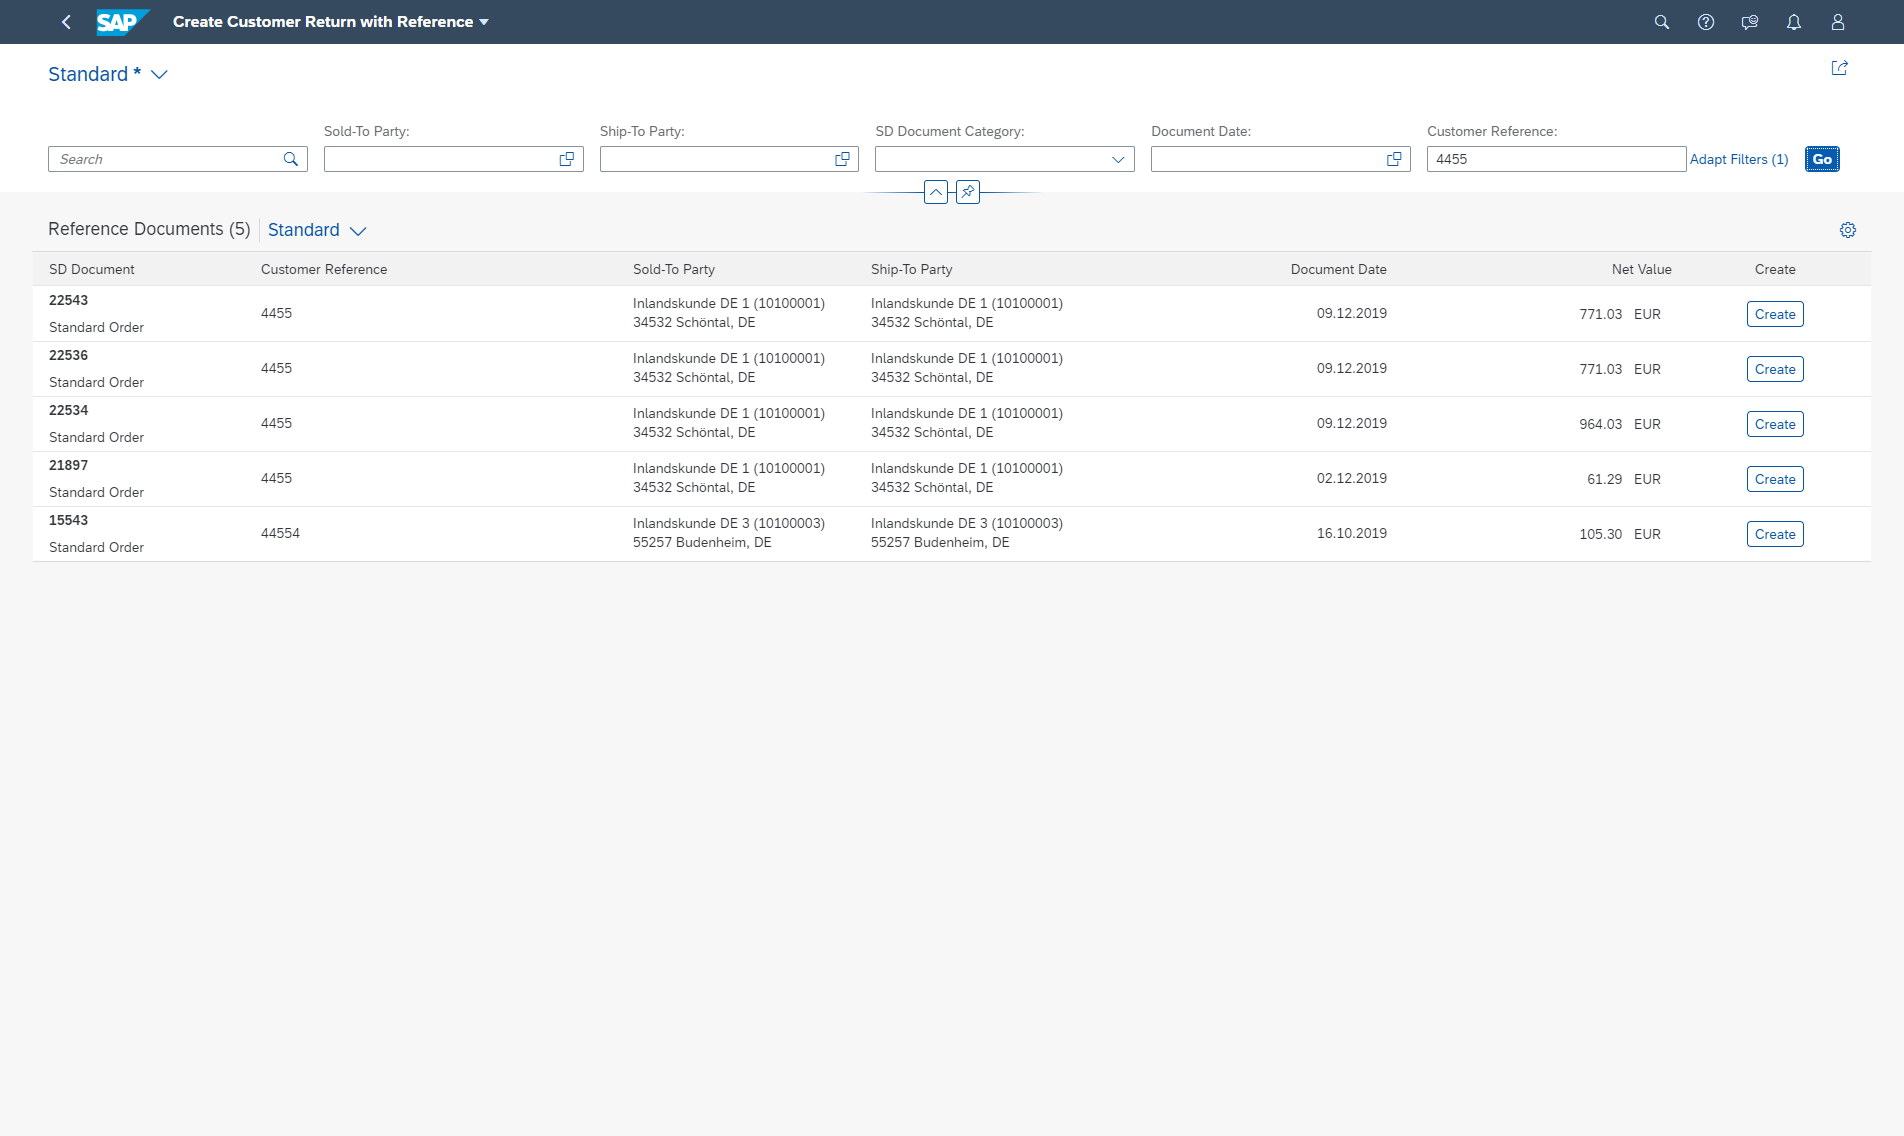 SAP Create Customer Return with Reference
Standard *
Sold-To Party: Ship-To Party: SD Document Category: Document Date: Customer Reference:
Search 4455 Adapt Filters (1) Go
Reference Documents (5) Standard
SD Document Customer Reference Sold-To Party Ship-To Party Document Date Net Value Create
22543
Standard Order
4455
Inlandskunde DE 1 (10100001)
34532 Schöntal, DE
Inlandskunde DE 1 (10100001)
34532 Schöntal, DE
09.12.2019
771.03 EUR
Create
22536
Standard Order
4455
Inlandskunde DE 1 (10100001)
34532 Schöntal, DE
Inlandskunde DE 1 (10100001)
34532 Schöntal, DE
09.12.2019
771.03 EUR
Create
22534
Standard Order
4455
Inlandskunde DE 1 (10100001)
34532 Schöntal, DE
Inlandskunde DE 1 (10100001)
34532 Schöntal, DE
09.12.2019
964.03 EUR
Create
21897
Standard Order
4455
Inlandskunde DE 1 (10100001)
34532 Schöntal, DE
Inlandskunde DE 1 (10100001)
34532 Schöntal, DE
02.12.2019
61.29 EUR
Create
15543
Standard Order
44554
Inlandskunde DE 3 (10100003)
55257 Budenheim, DE
Inlandskunde DE 3 (10100003)
55257 Budenheim, DE
16.10.2019
105.30 EUR
Create